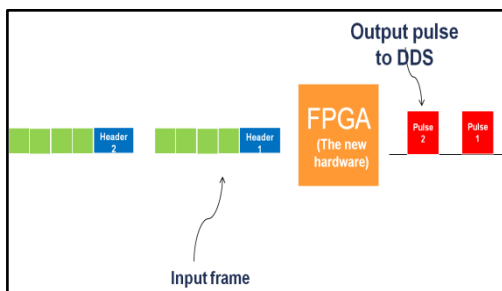 Output pulse
to DDS
Header
2
Header
1
FPGA
(The new
hardware)
Pulse
2
Pulse
1
Input frame